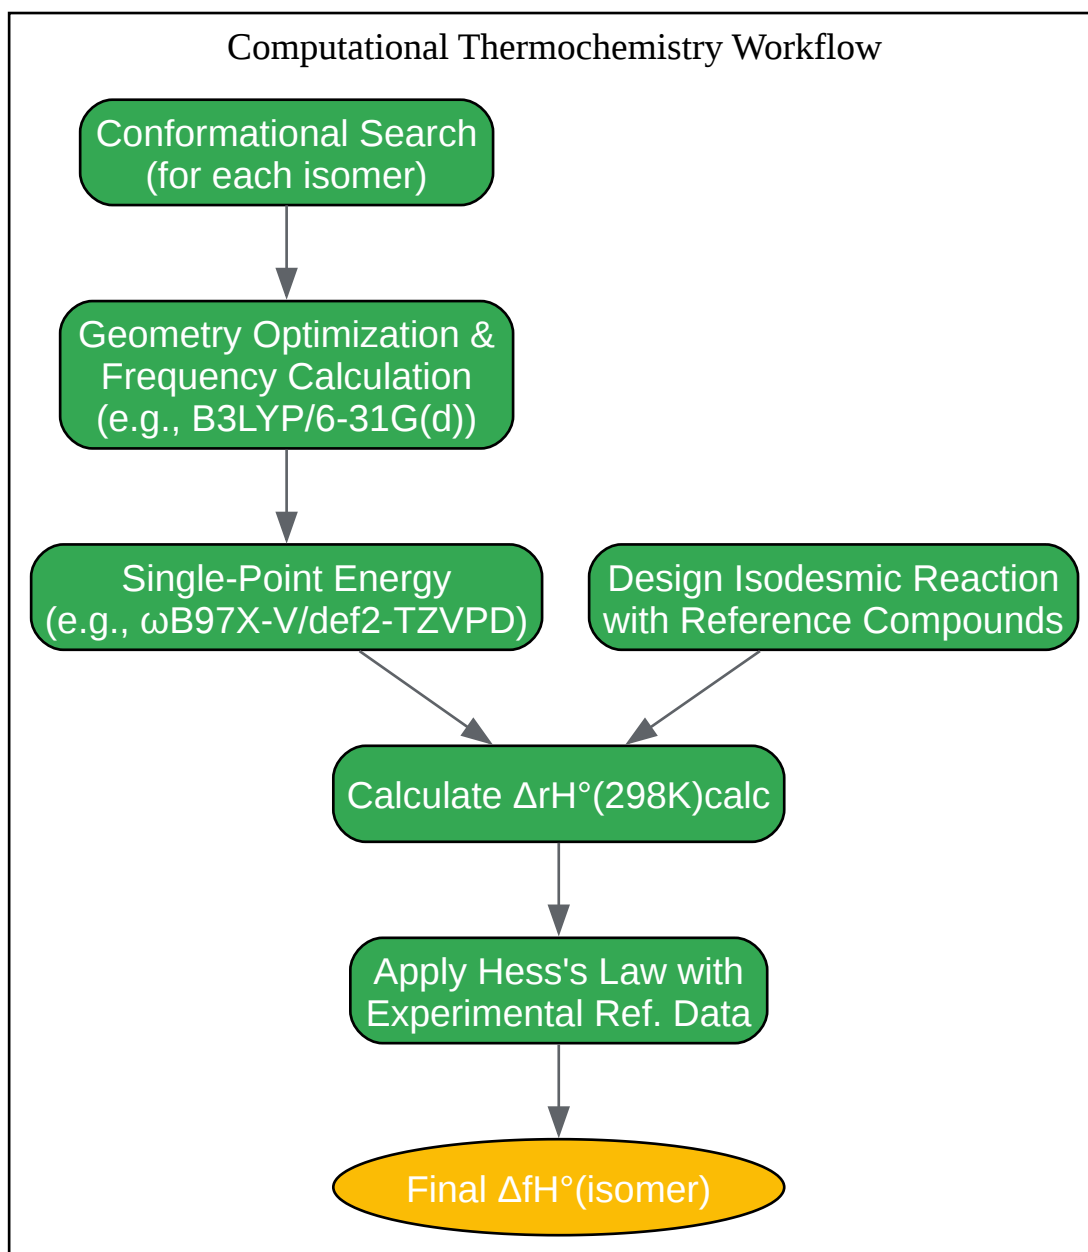 Computational Thermochemistry Workflow
Conformational Search
(for each isomer)
Geometry Optimization &
Frequency Calculation
(e.g., B3LYP/6-31G(d))
Single-Point Energy
(e.g., ωB97X-V/def2-TZVPD)
Design Isodesmic Reaction
with Reference Compounds
Calculate ΔrH°(298K)calc
Apply Hess's Law with
Experimental Ref. Data
Final ΔfH°(isomer)